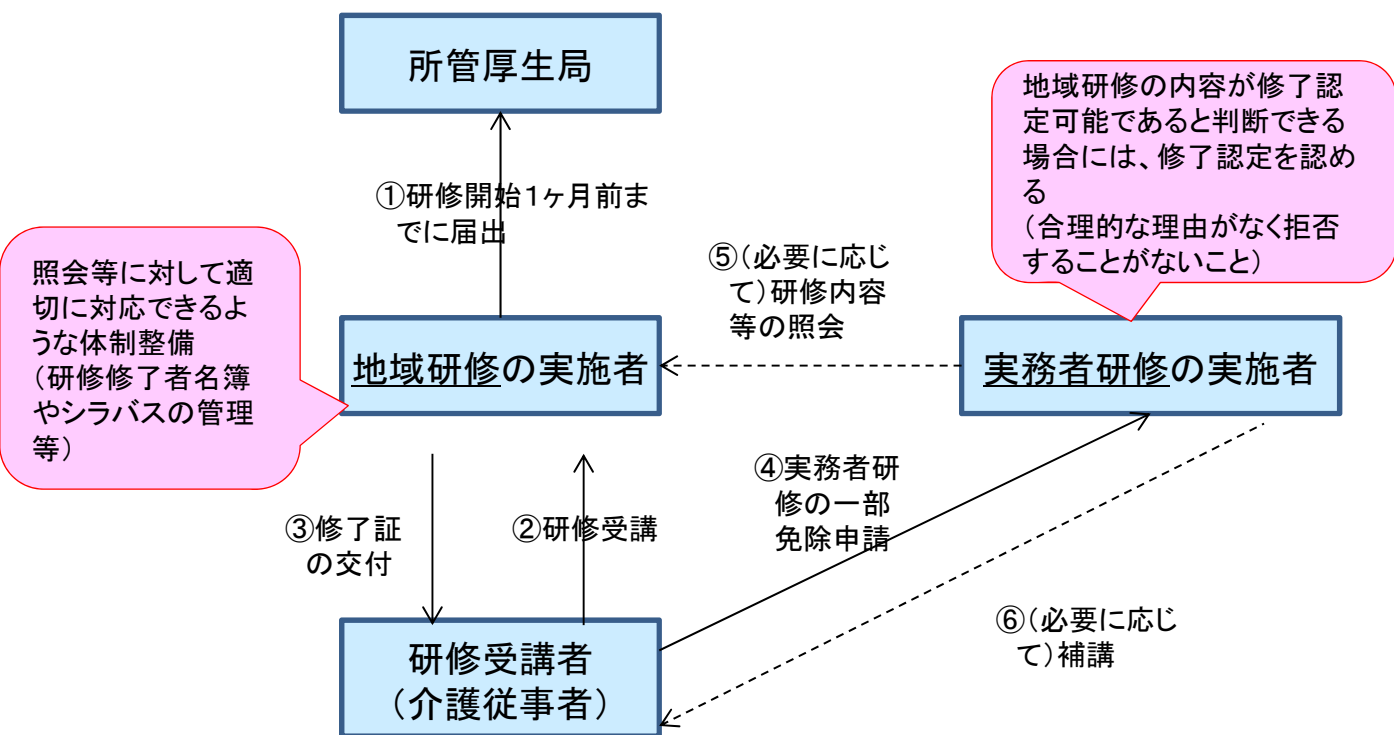 所管厚生局
地域研修の内容が修了認
定可能であると判断できる
場合には、修了認定を認め
る
（合理的な理由がなく拒否
することがないこと）
①研修開始１ヶ月前ま
でに届出
照会等に対して適
切に対応できるよ
うな体制整備
（研修修了者名簿
やシラバスの管理
等）
⑤（必要に応じ
て）研修内容
等の照会
地域研修の実施者
実務者研修の実施者
③修了証
の交付
②研修受講
④実務者研
修の一部
免除申請
⑥（必要に応じ
て）補講
研修受講者
（介護従事者）